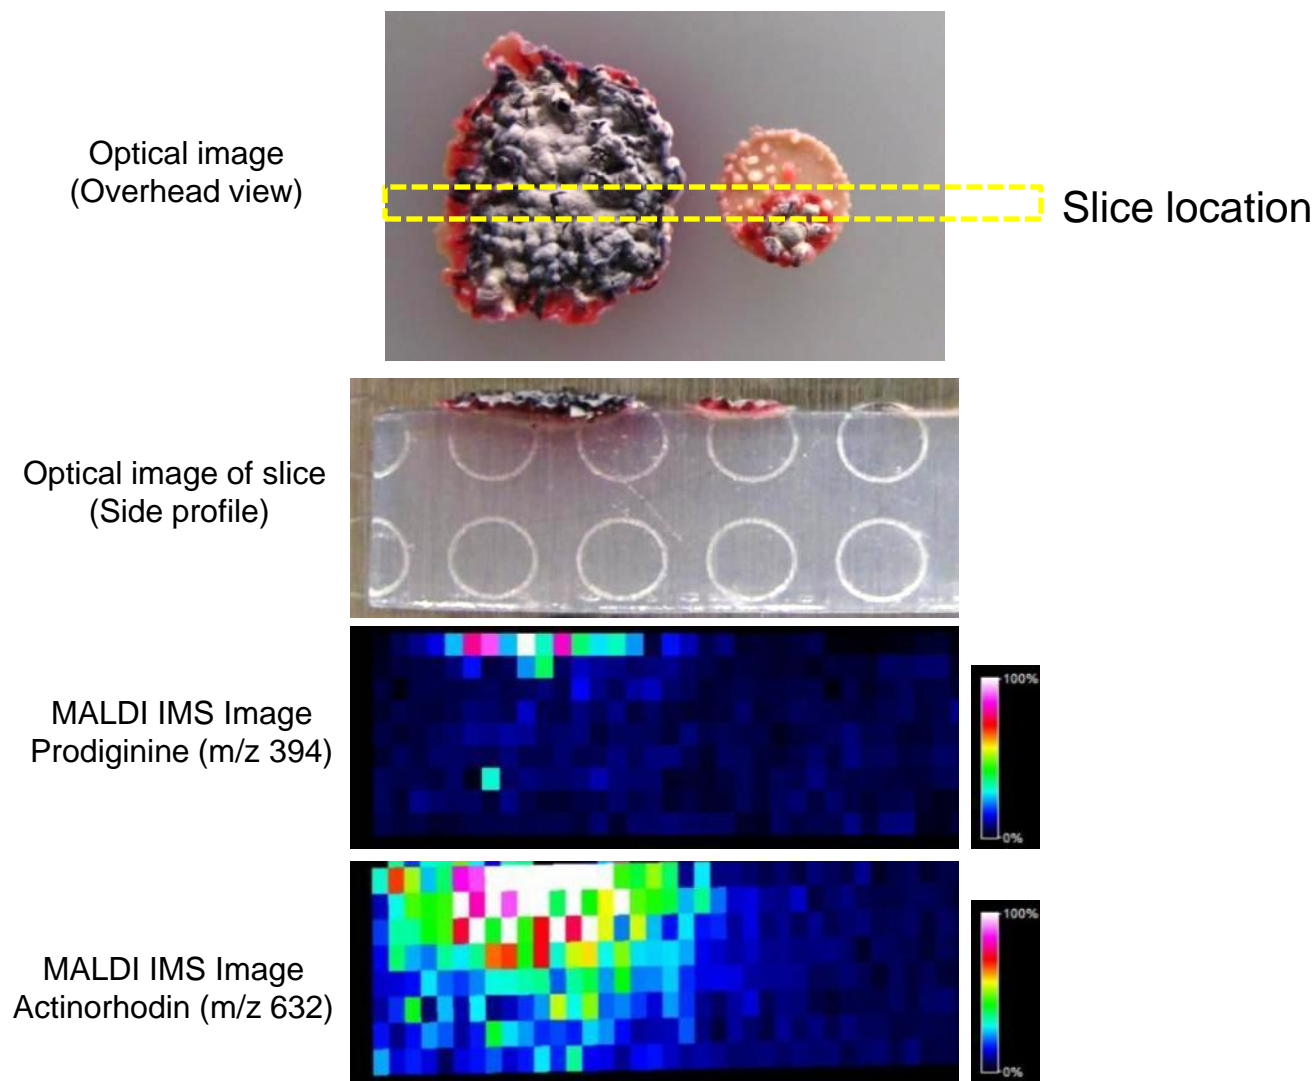 Optical image
(Overhead view)
Slice location
Optical image of slice
(Side profile)
MALDI IMS Image
Prodiginine (m/z 394)
100%
0%
MALDI IMS Image
Actinorhodin (m/z 632)
100%
0%